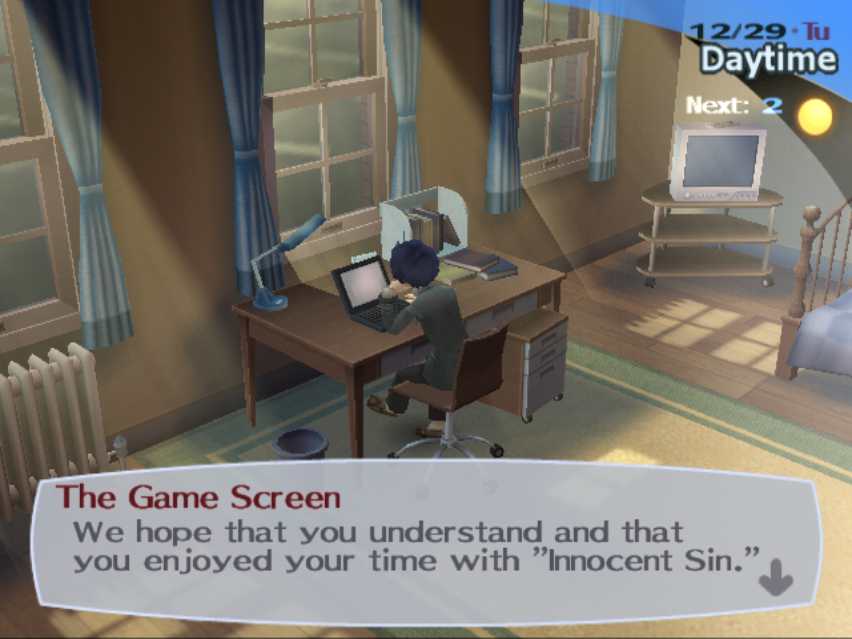 12/29・Tu
Daytime
Next: 2
The Game Screen
We hope that you understand and that
you enjoyed your time with "Innocent Sin."